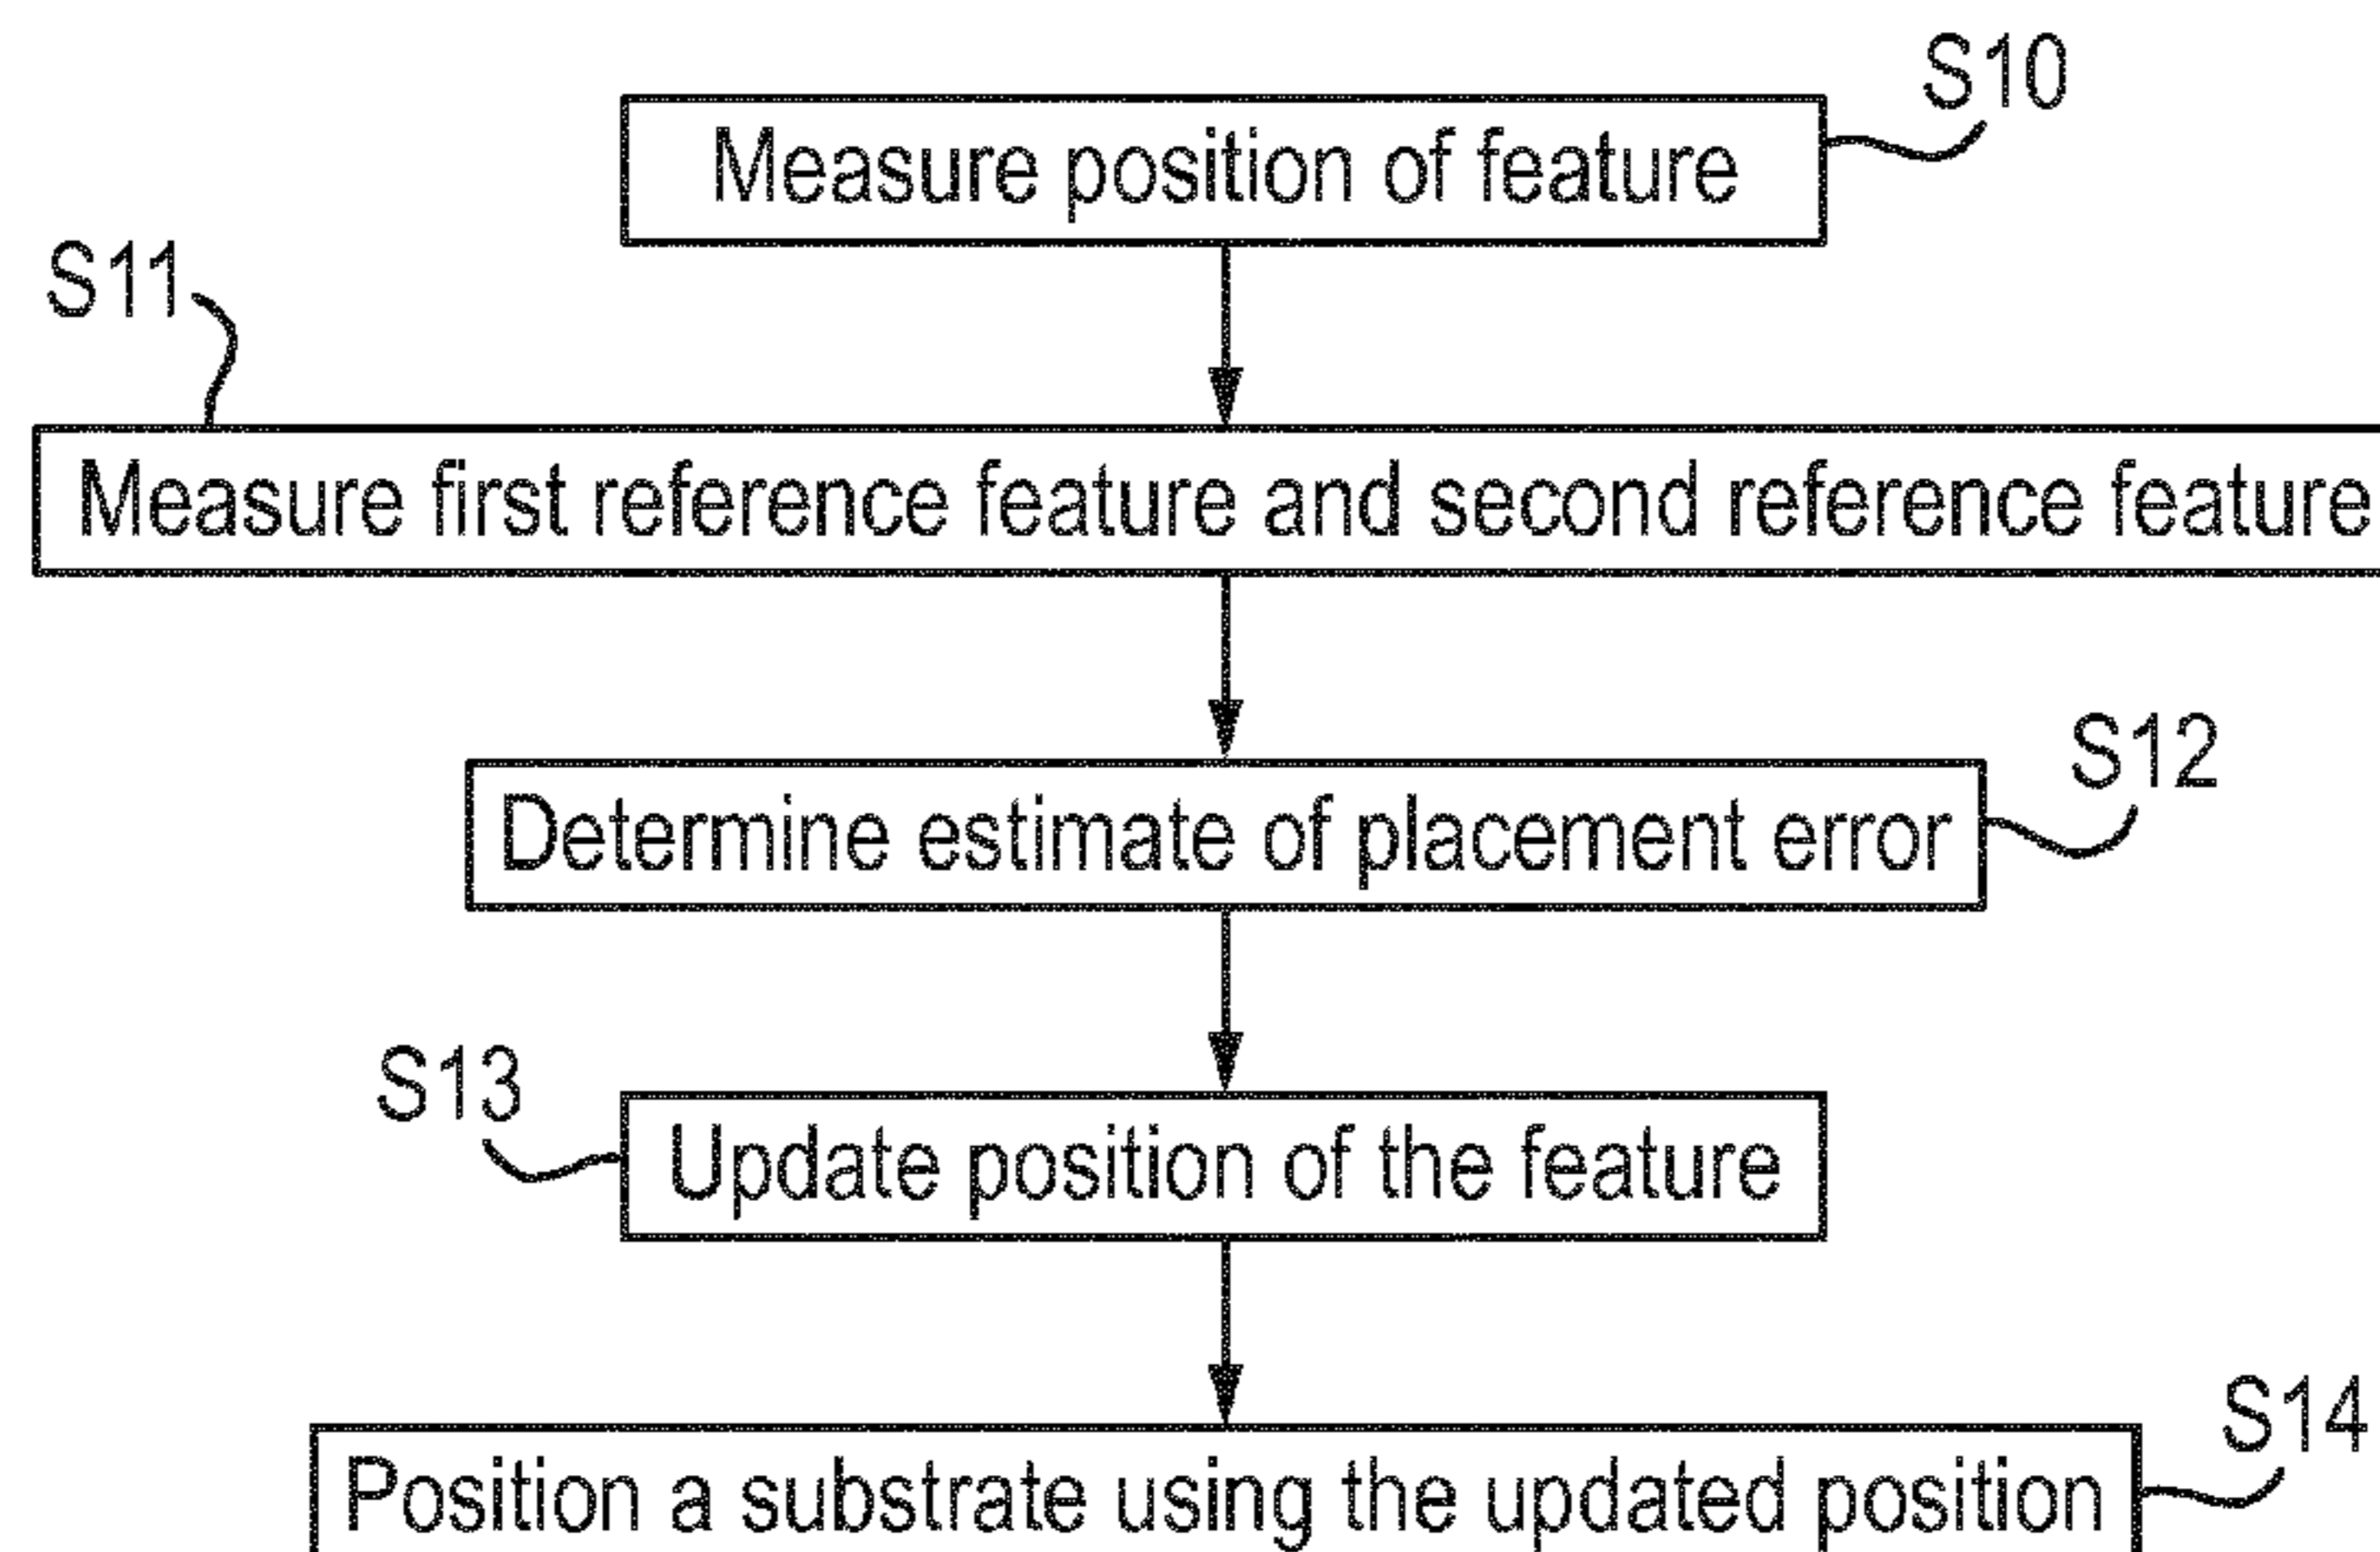 S10
Measure position of feature
S11
Measure first reference feature and second reference feature
S12
Determine estimate of placement error
S13
Update position of the feature
S14
Position a substrate using the updated position